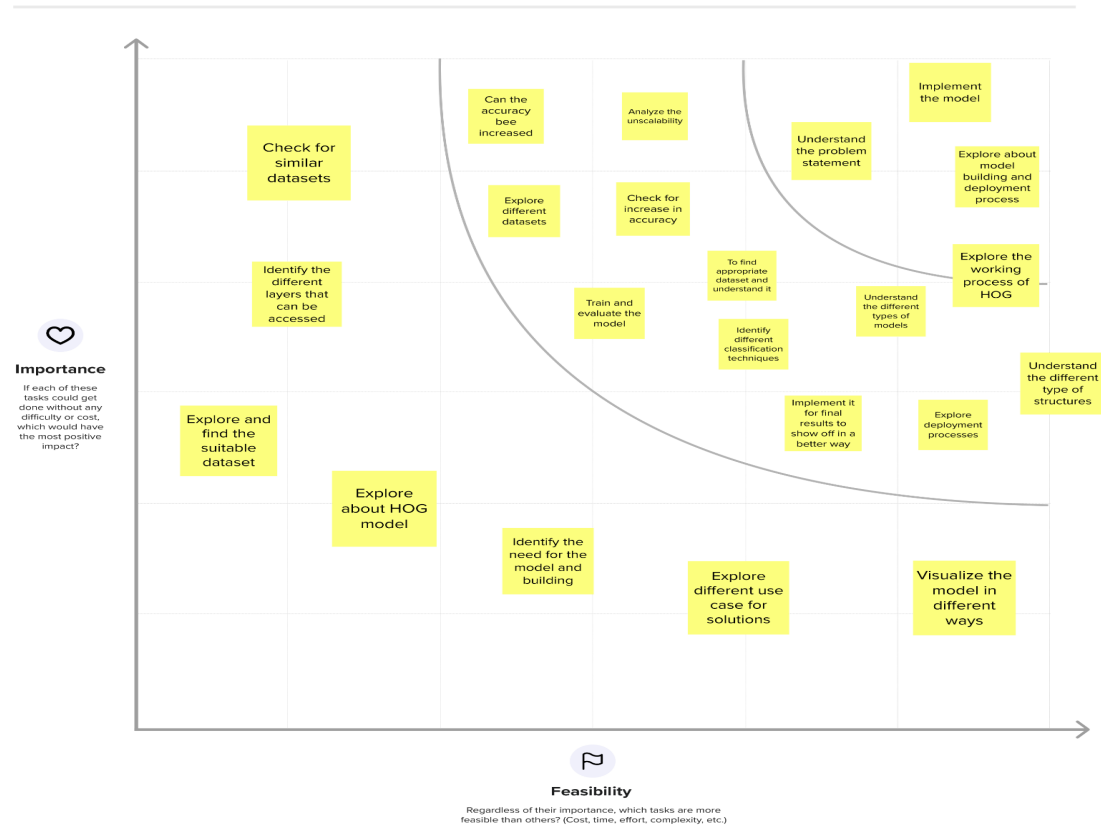 Implement
the model
Can the
accuracy
bee
increased
Analyze the
unscalability
Understand
the problem
statement
Check for
similar
datasets
Explore about
model
building and
deployment
process
Explore
different
datasets
Check for
increase in
accuracy
Explore the
working
process of
HOG
To find
appropriate
dataset and
understand it
Identify the
different
layers that
can be
accessed
Train and
evaluate the
model
Understand
the different
types of
models
Identify
different
classification
techniques
Importance
If each of these
tasks could get
done without any
difficulty or cost,
which would have
the most positive
impact?
Understand
the different
type of
structures
Implement it
for final
results to
show off in a
better way
Explore
deployment
processes
Explore and
find the
suitable
dataset
Explore
about HOG
model
Identify the
need for the
model and
building
Explore
different use
case for
solutions
Visualize the
model in
different
ways
Feasibility
Regardless of their importance, which tasks are more
feasible than others? (Cost, time, effort, complexity, etc.)